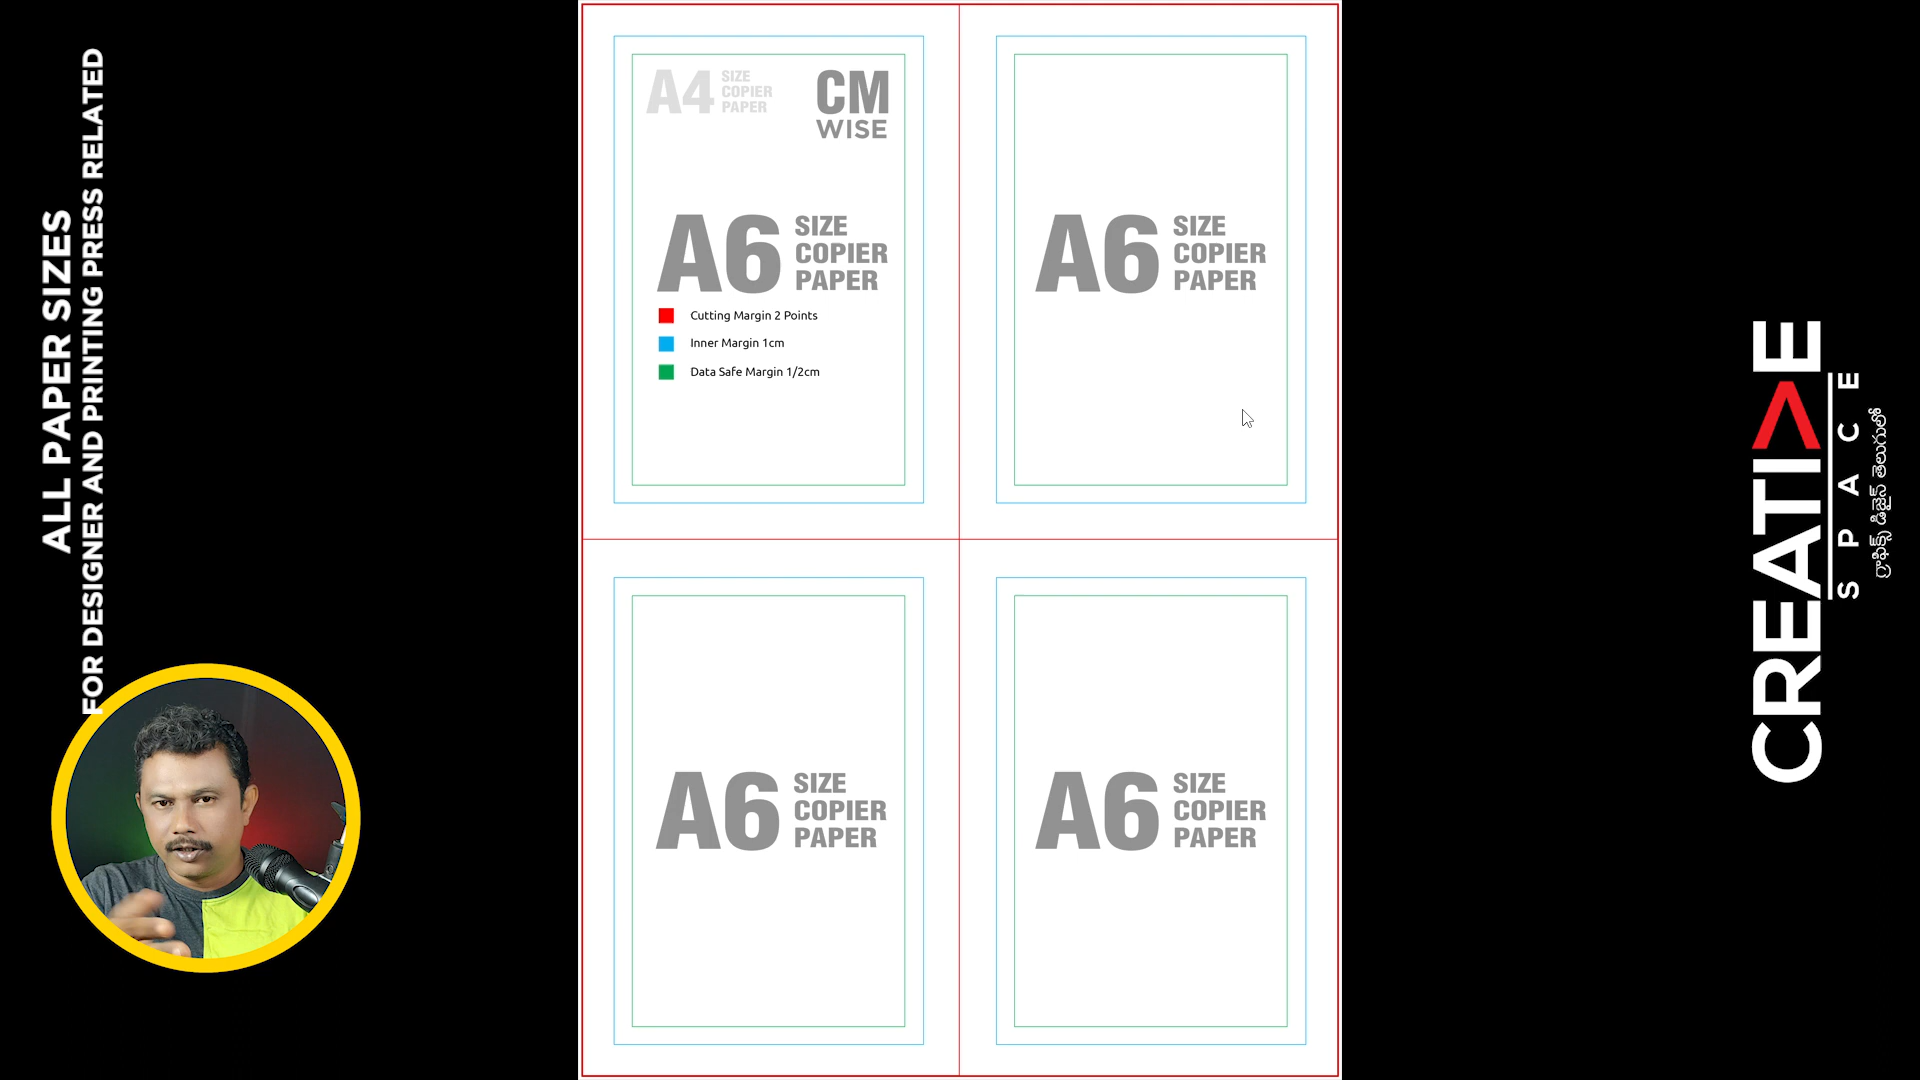 ALL PAPER SIZES
FOR DESIGNER AND PRINTING PRESS RELATED
A4 SIZE
COPIER
PAPER
CM
WISE
A6 SIZE
COPIER
PAPER
Cutting Margin 2 Points
Inner Margin 1cm
Data Safe Margin 1/2cm
A6 SIZE
COPIER
PAPER
A6 SIZE
COPIER
PAPER
A6 SIZE
COPIER
PAPER
CREATIVE
SPACE
గ్రాఫిక్స్ డిజైన్ తెలుగులో